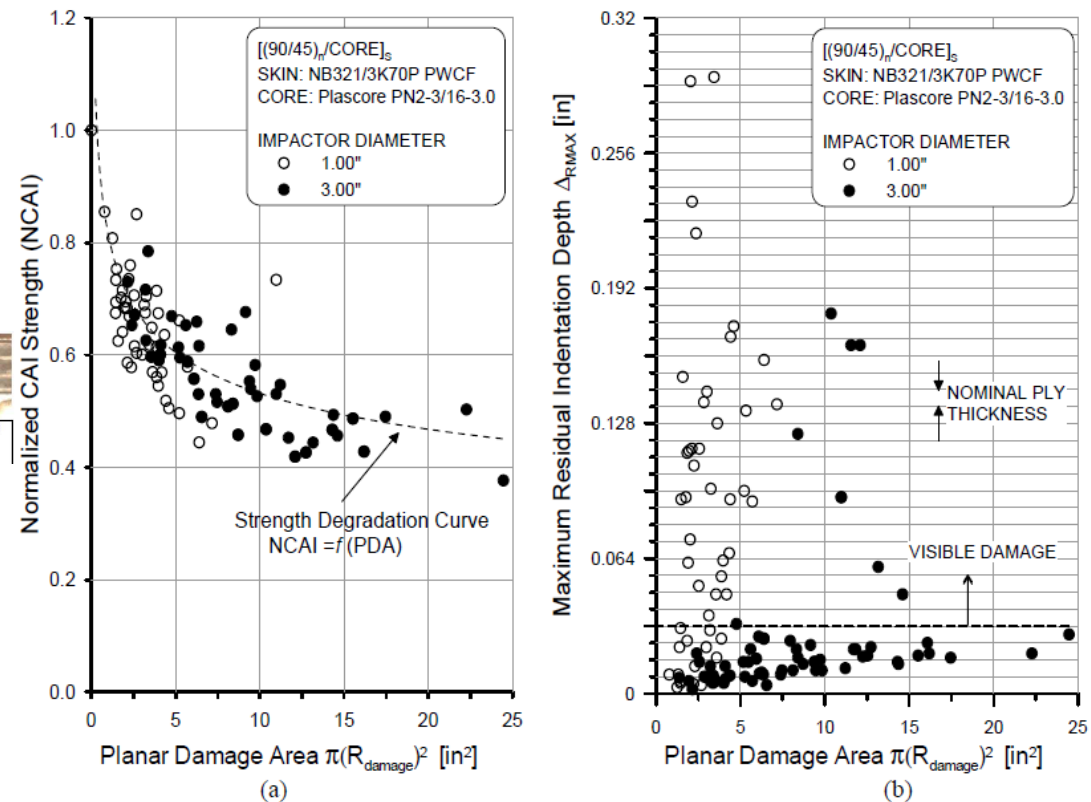 1.2
1.0
0.8
0.6
0.4
0.2
0.0
Normalized CAI Strength (NCAI)
[(90/45)n/CORE]S
SKIN: NB321/3K70P PWCF
CORE: Plascore PN2-3/16-3.0
IMPACTOR DIAMETER
1.00"
3.00"
Strength Degradation Curve
NCAI =f (PDA)
0 5 10 15 20 25
Planar Damage Area π(Rdamage)² [in²]
(a)
0.32
0.256
0.192
0.128
0.064
0
Maximum Residual Indentation Depth ΔRMAX [in]
[(90/45)n/CORE]S
SKIN: NB321/3K70P PWCF
CORE: Plascore PN2-3/16-3.0
IMPACTOR DIAMETER
1.00"
3.00"
NOMINAL PLY
THICKNESS
VISIBLE DAMAGE
0 5 10 15 20 25
Planar Damage Area π(Rdamage)² [in²]
(b)